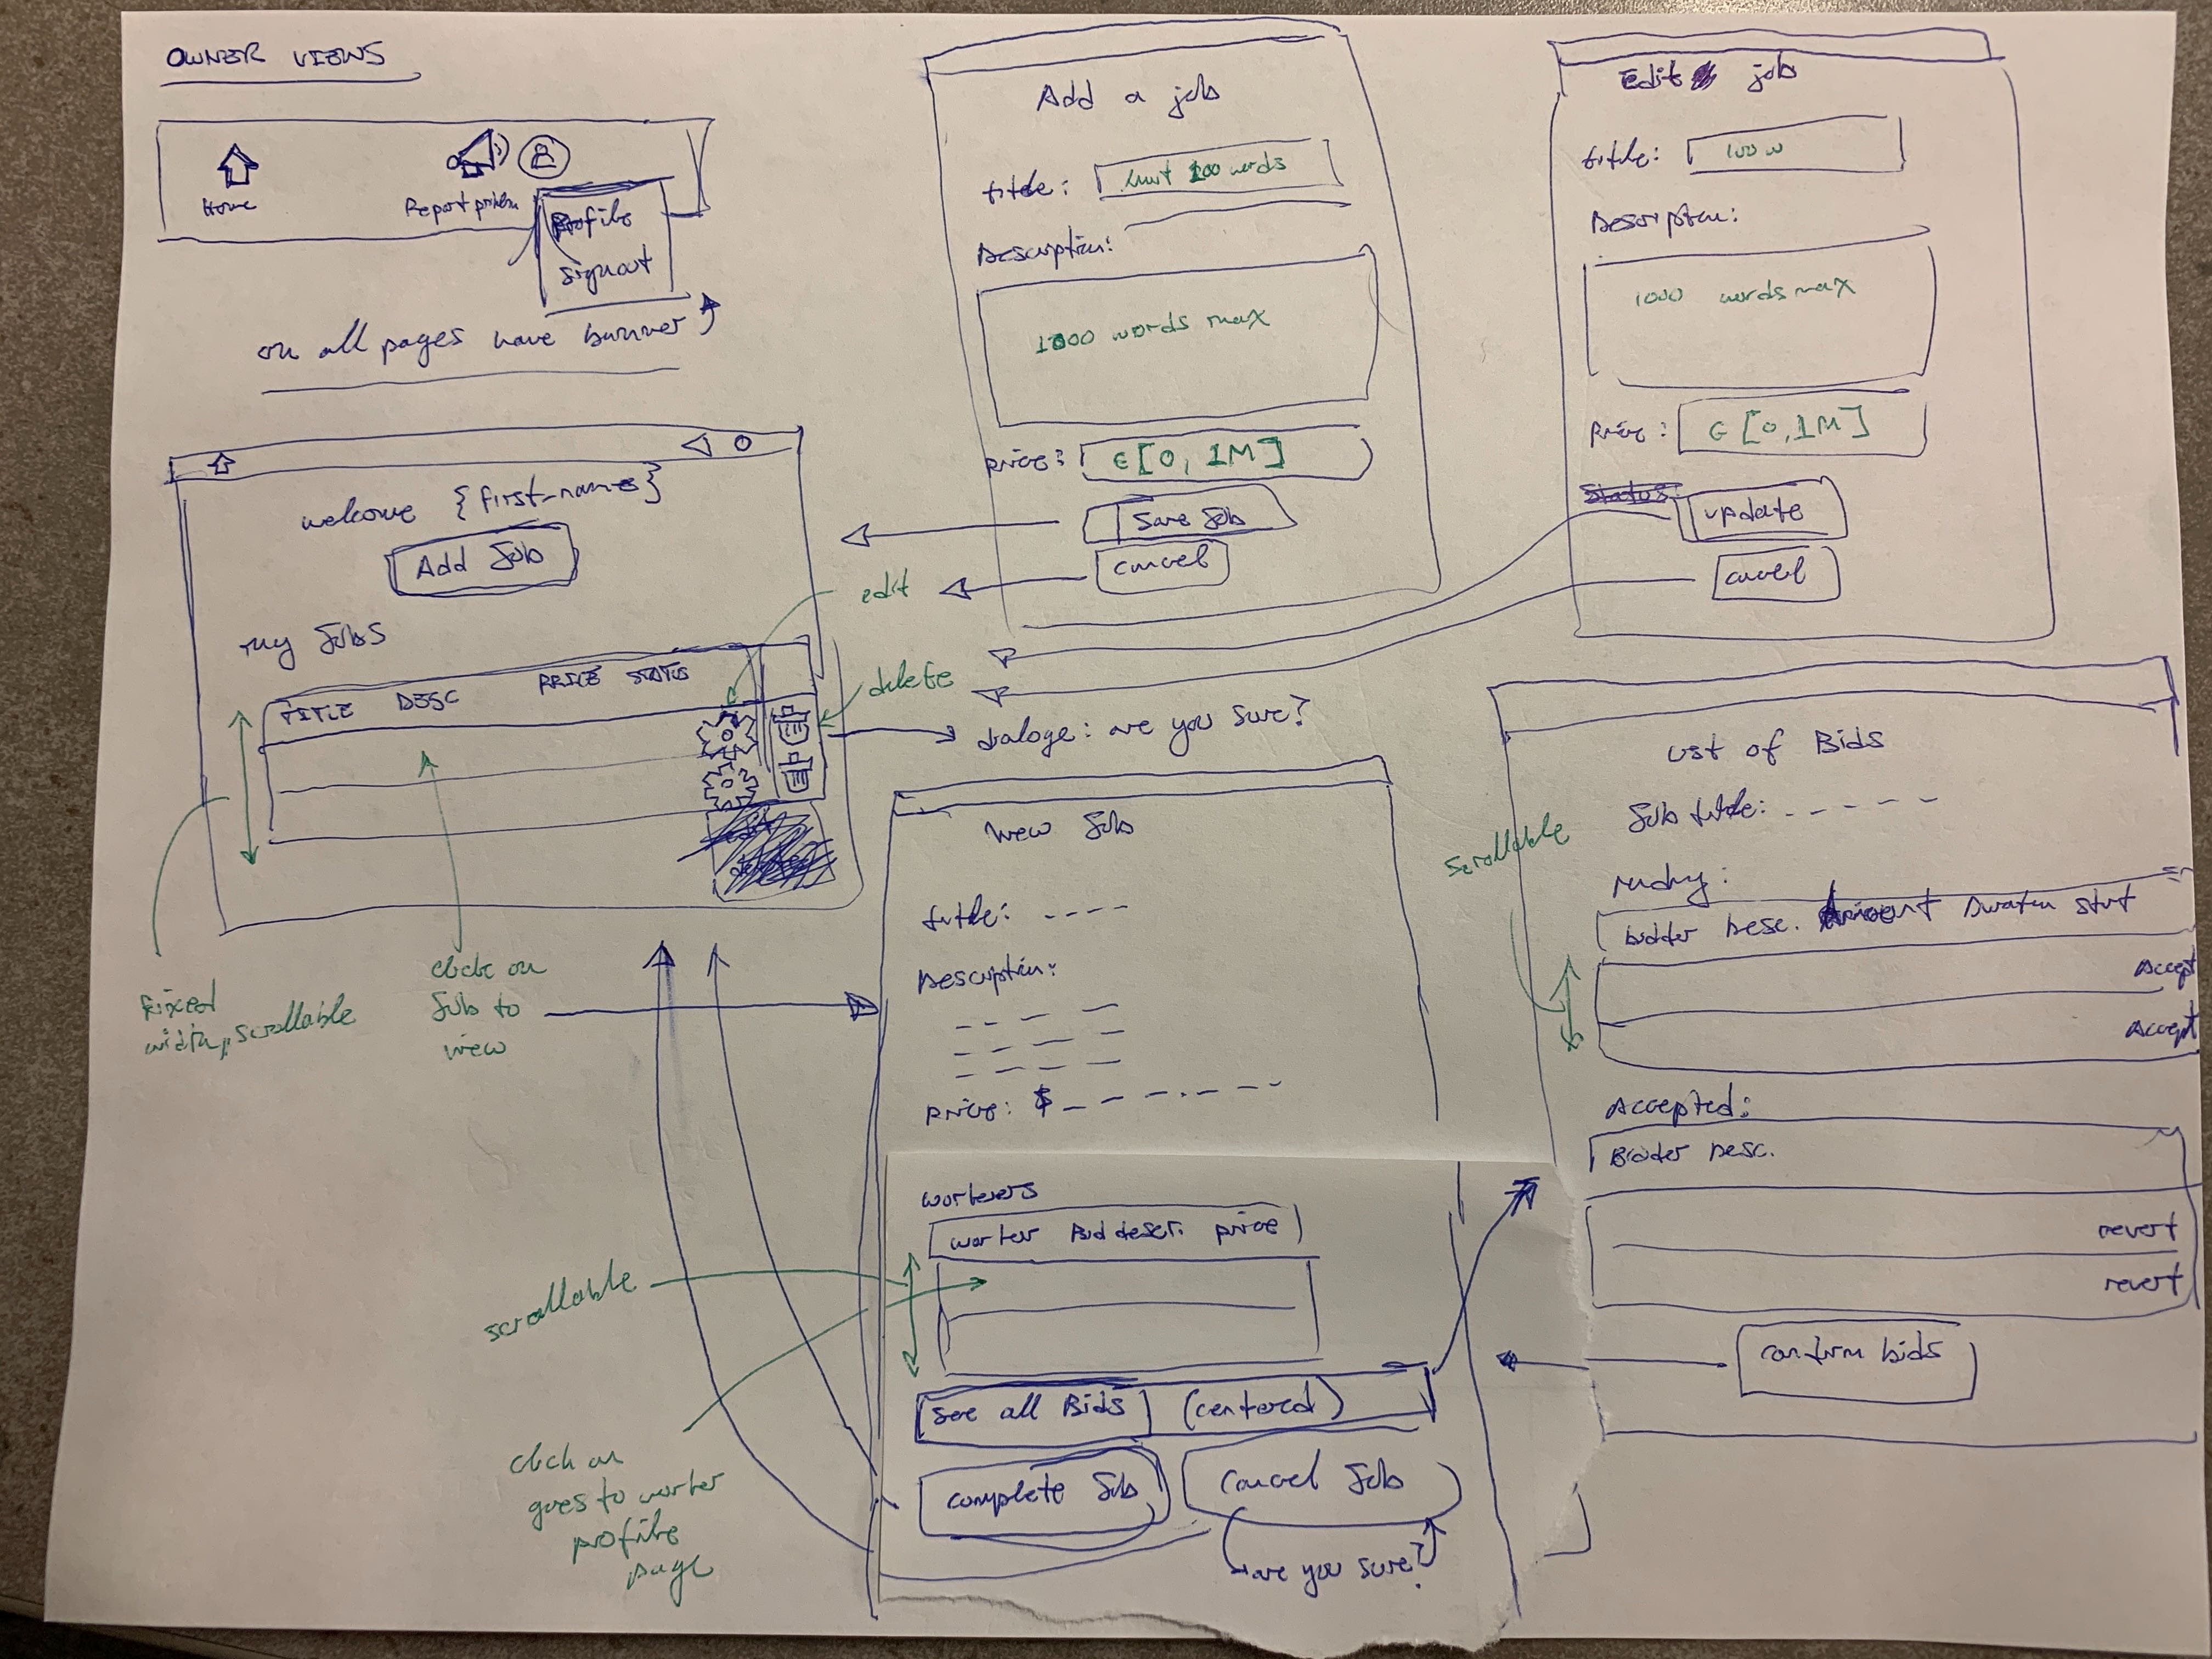 OWNER VIEWS
Home
Report problem
Profile
signout
on all pages have banner
welcome {first-name}
Add Job
my Jobs
TITLE DESC PRICE STATUS
edit
delete
dialoge: are you sure?
Fixed
width, scrollable
click on
Job to
view
Add a job
title: limit 100 words
Description:
1000 words max
price: ∈[0, 1M]
Save Job
cancel
Edit job
title: 100 w
Description:
1000 words max
price: ∈[0, 1M]
Status:
update
cancel
view Job
title: ----
Description:
price: $
workers
worker Bid descr. price
scrollable
click on
goes to worker
profile
page
See all Bids (centered)
complete Job
Cancel Job
are you sure?
List of Bids
Job title: -----
scrollable
bidder Desc. Amount Duration
Accept
Accept
Accepted:
Bidder Desc.
revert
revert
confirm bids